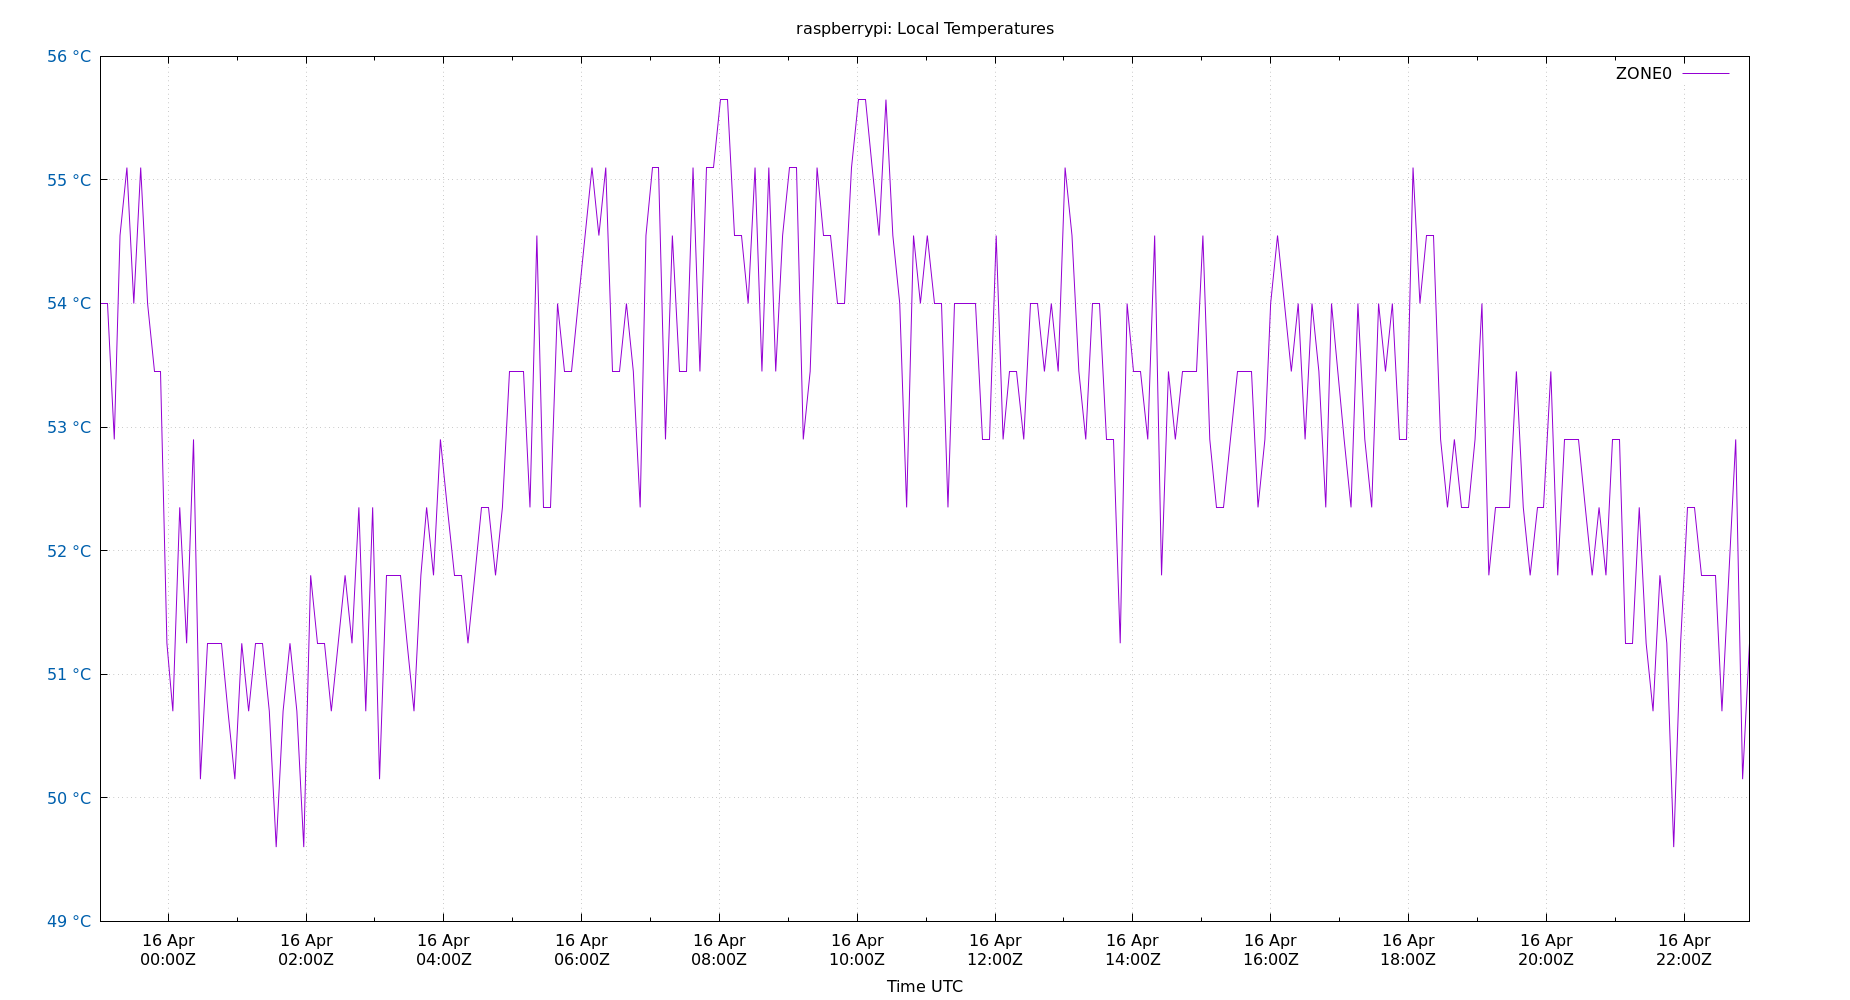 raspberrypi: Local Temperatures
ZONE0
56 °C
55 °C
54 °C
53 °C
52 °C
51 °C
50 °C
49 °C
16 Apr 16 Apr 16 Apr 16 Apr 16 Apr 16 Apr 16 Apr 16 Apr 16 Apr 16 Apr 16 Apr 16 Apr
00:00Z 02:00Z 04:00Z 06:00Z 08:00Z 10:00Z 12:00Z 14:00Z 16:00Z 18:00Z 20:00Z 22:00Z
Time UTC